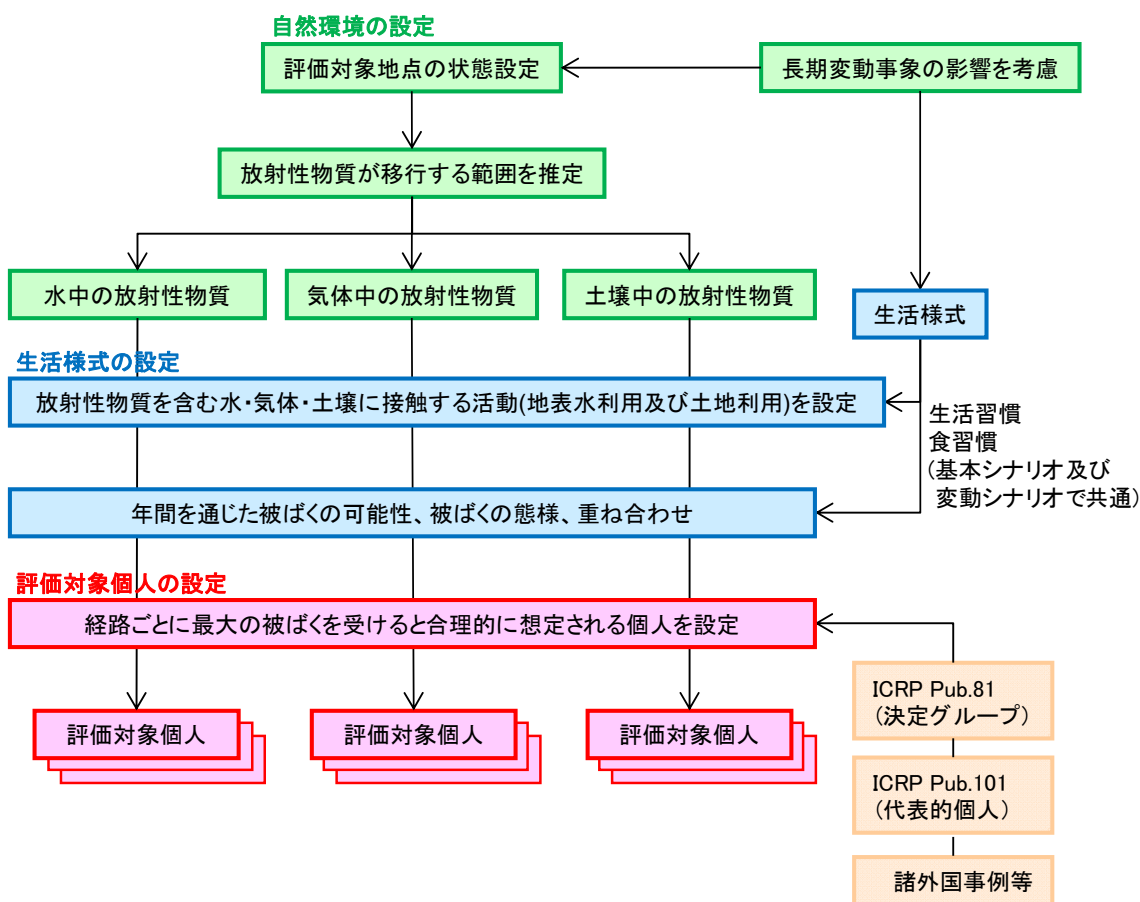 自然環境の設定
評価対象地点の状態設定
長期変動事象の影響を考慮
放射性物質が移行する範囲を推定
水中の放射性物質
気体中の放射性物質
土壌中の放射性物質
生活様式
生活様式の設定
放射性物質を含む水・気体・土壌に接触する活動(地表水利用及び土地利用)を設定
生活習慣
食習慣
(基本シナリオ及び
変動シナリオで共通)
年間を通じた被ばくの可能性、被ばくの態様、重ね合わせ
評価対象個人の設定
経路ごとに最大の被ばくを受けると合理的に想定される個人を設定
評価対象個人
評価対象個人
評価対象個人
ICRP Pub.81
(決定グループ)
ICRP Pub.101
(代表的個人)
諸外国事例等